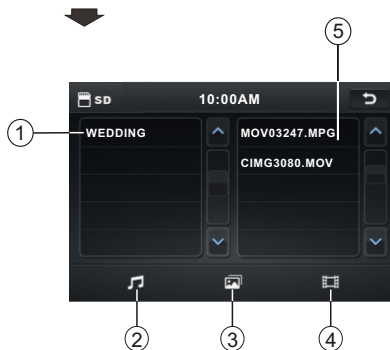 5
SD 10:00AM
1
WEDDING MOV03247.MPG
CIMG3080.MOV
2 3 4